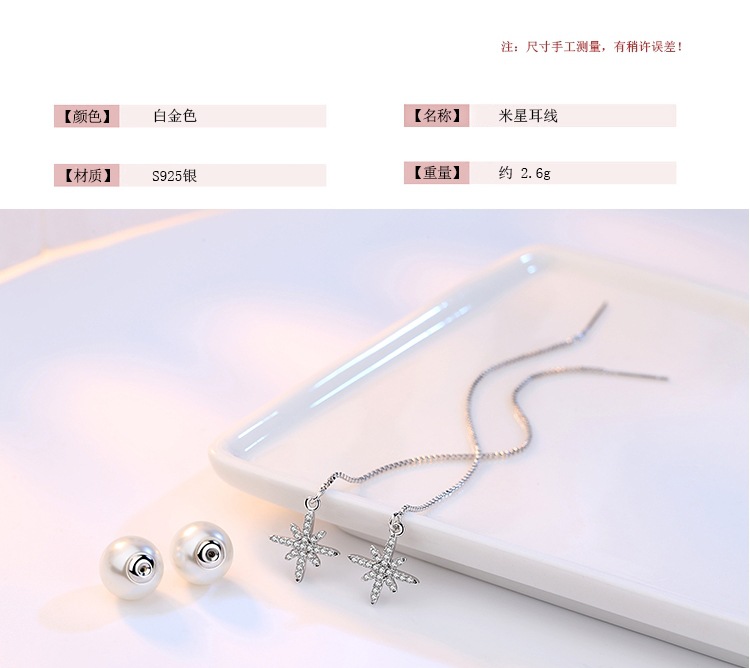 注：尺寸手工测量，有稍许误差！
【颜色】 白金色
【名称】 米星耳线
【材质】 S925银
【重量】 约 2.6g